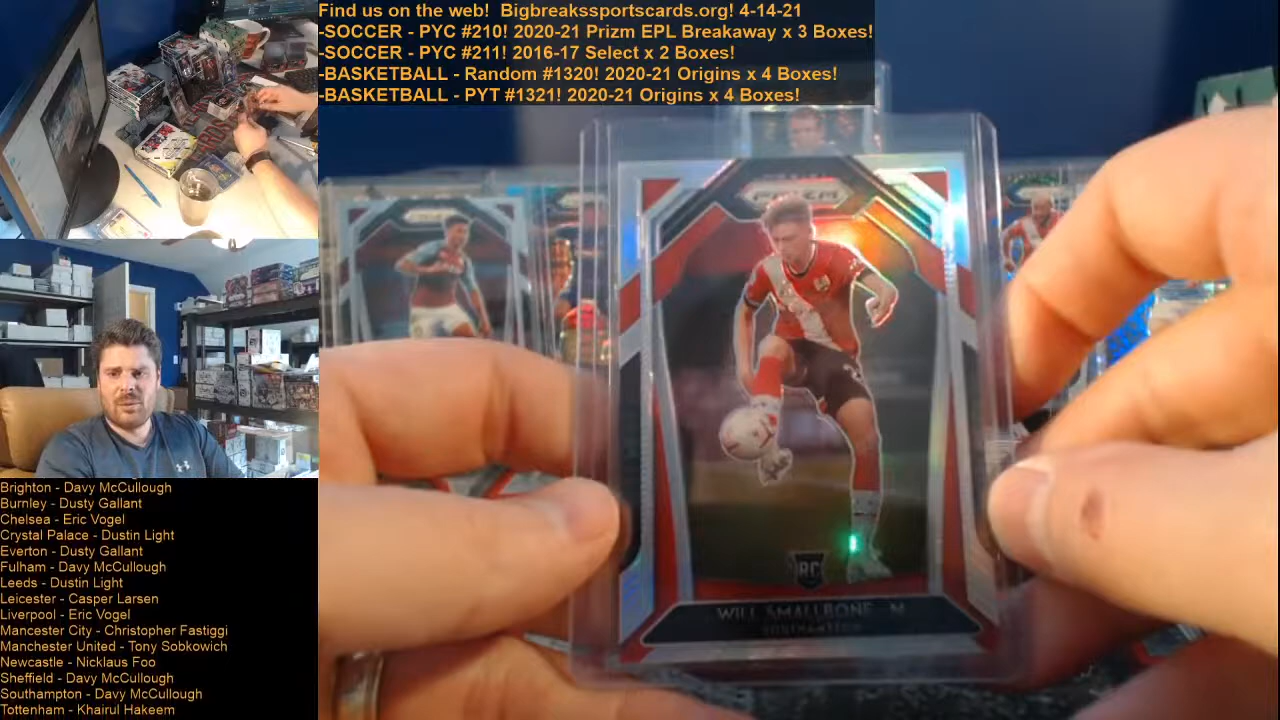 Find us on the web!  Bigbreakssportscards.org! 4-14-21
-SOCCER - PYC #210! 2020-21 Prizm EPL Breakaway x 3 Boxes!
-SOCCER - PYC #211! 2016-17 Select x 2 Boxes!
-BASKETBALL - Random #1320! 2020-21 Origins x 4 Boxes!
-BASKETBALL - PYT #1321! 2020-21 Origins x 4 Boxes!
PRIZM
RC
WILL SMALLBONE - M
SOUTHAMPTON
Brighton - Davy McCullough
Burnley - Dusty Gallant
Chelsea - Eric Vogel
Crystal Palace - Dustin Light
Everton - Dusty Gallant
Fulham - Davy McCullough
Leeds - Dustin Light
Leicester - Casper Larsen
Liverpool - Eric Vogel
Mancester City - Christopher Fastiggi
Manchester United - Tony Sobkowich
Newcastle - Nicklaus Foo
Sheffield - Davy McCullough
Southampton - Davy McCullough
Tottenham - Khairul Hakeem